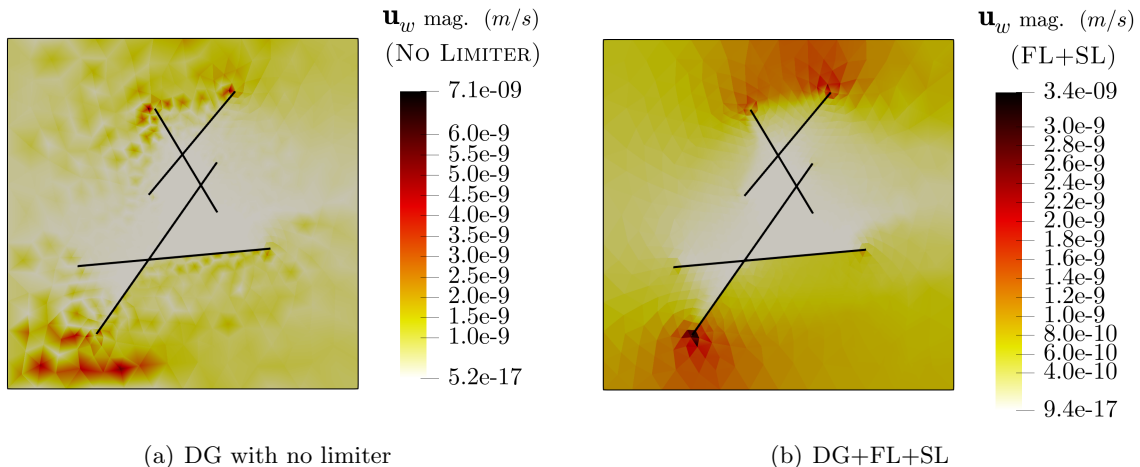 u_w mag. (m/s)
(NO LIMITER)
7.1e-09
6.0e-9
5.5e-9
5.0e-9
4.5e-9
4.0e-9
3.5e-9
3.0e-9
2.5e-9
2.0e-9
1.5e-9
1.0e-9
5.2e-17
u_w mag. (m/s)
(FL+SL)
3.4e-09
3.0e-9
2.8e-9
2.6e-9
2.4e-9
2.2e-9
2.0e-9
1.8e-9
1.6e-9
1.4e-9
1.2e-9
1.0e-9
8.0e-10
6.0e-10
4.0e-10
9.4e-17
(a) DG with no limiter
(b) DG+FL+SL